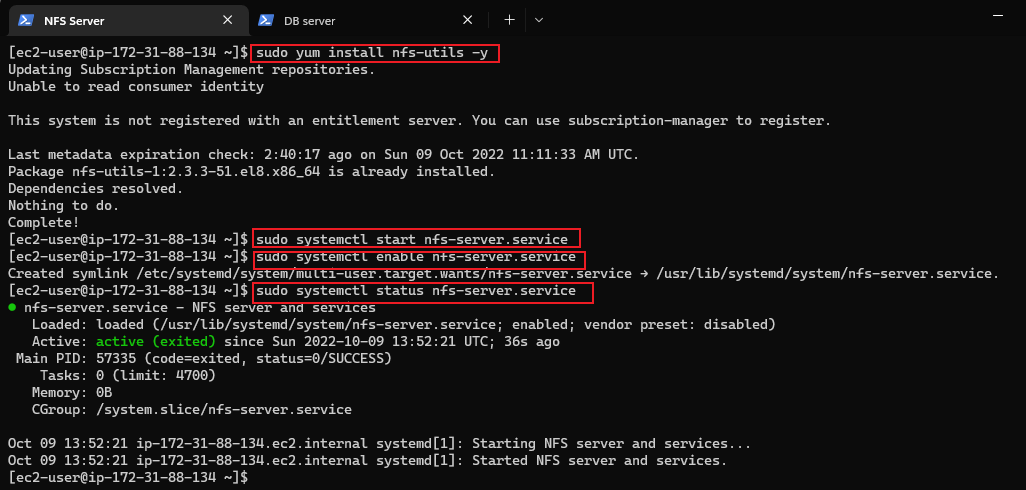 NFS Server
DB server
[ec2-user@ip-172-31-88-134 ~]$ sudo yum install nfs-utils -y
Updating Subscription Management repositories.
Unable to read consumer identity
This system is not registered with an entitlement server. You can use subscription-manager to register.
Last metadata expiration check: 2:40:17 ago on Sun 09 Oct 2022 11:11:33 AM UTC.
Package nfs-utils-1:2.3.3-51.el8.x86_64 is already installed.
Dependencies resolved.
Nothing to do.
Complete!
[ec2-user@ip-172-31-88-134 ~]$ sudo systemctl start nfs-server.service
[ec2-user@ip-172-31-88-134 ~]$ sudo systemctl enable nfs-server.service
Created symlink /etc/systemd/system/multi-user.target.wants/nfs-server.service → /usr/lib/systemd/system/nfs-server.service.
[ec2-user@ip-172-31-88-134 ~]$ sudo systemctl status nfs-server.service
● nfs-server.service - NFS server and services
Loaded: loaded (/usr/lib/systemd/system/nfs-server.service; enabled; vendor preset: disabled)
Active: active (exited) since Sun 2022-10-09 13:52:21 UTC; 36s ago
Main PID: 57335 (code=exited, status=0/SUCCESS)
Tasks: 0 (limit: 4700)
Memory: 0B
CGroup: /system.slice/nfs-server.service
Oct 09 13:52:21 ip-172-31-88-134.ec2.internal systemd[1]: Starting NFS server and services...
Oct 09 13:52:21 ip-172-31-88-134.ec2.internal systemd[1]: Started NFS server and services.
[ec2-user@ip-172-31-88-134 ~]$